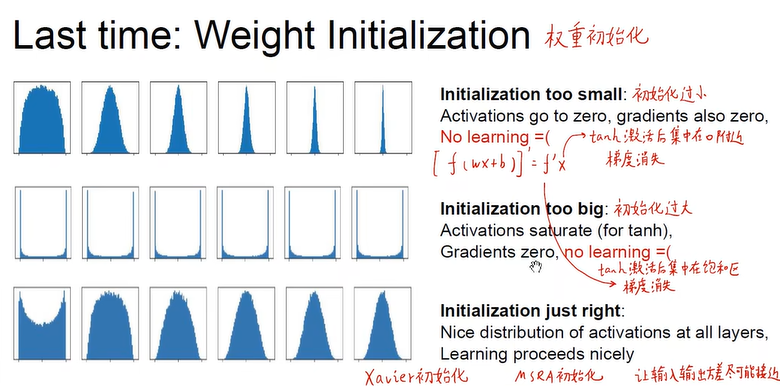 Last time: Weight Initialization 权重初始化
Initialization too small: 初始化过小
Activations go to zero, gradients also zero,
No learning =( tanh激活后集中在0附近
[f(wx+b)]' = f'x 梯度消失
Initialization too big: 初始化过大
Activations saturate (for tanh),
Gradients zero, no learning =(
tanh激活后集中在饱和区
梯度消失
Initialization just right:
Nice distribution of activations at all layers,
Learning proceeds nicely
Xavier初始化 MSRA初始化 让输入输出方差尽可能接近